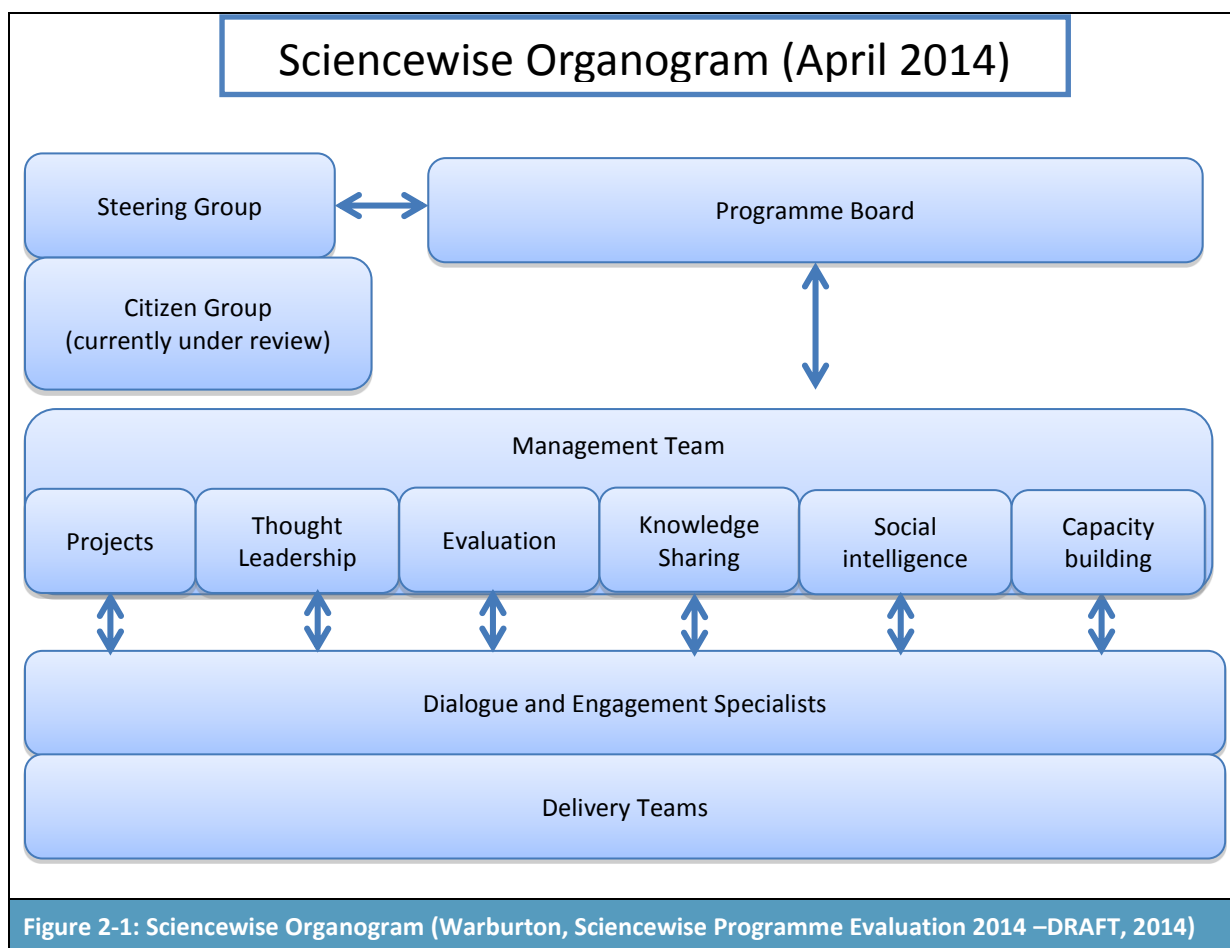 Sciencewise Organogram (April 2014)
Steering Group
Programme Board
Citizen Group
(currently under review)
Management Team
Projects
Thought
Leadership
Evaluation
Knowledge
Sharing
Social
intelligence
Capacity
building
Dialogue and Engagement Specialists
Delivery Teams
Figure 2-1: Sciencewise Organogram (Warburton, Sciencewise Programme Evaluation 2014 –DRAFT, 2014)